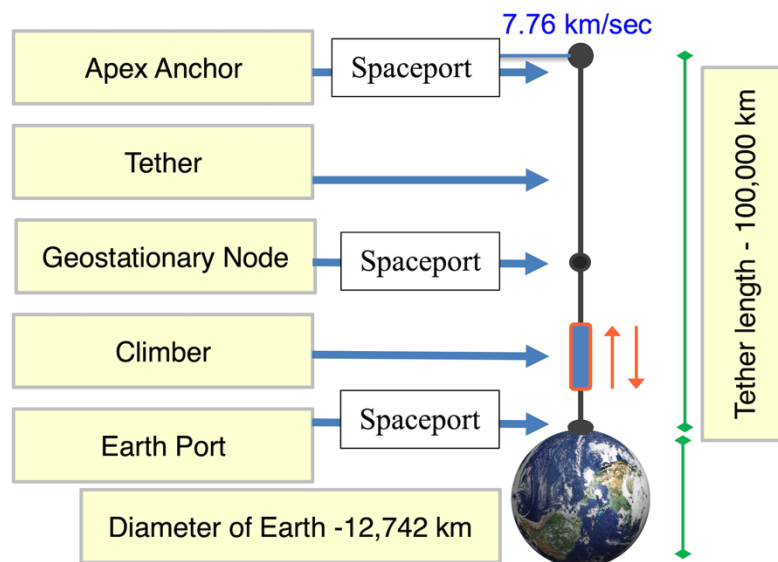 7.76 km/sec
Apex Anchor
Spaceport
Tether
Geostationary Node
Spaceport
Climber
Spaceport
Earth Port
Diameter of Earth -12,742 km
Tether length - 100,000 km